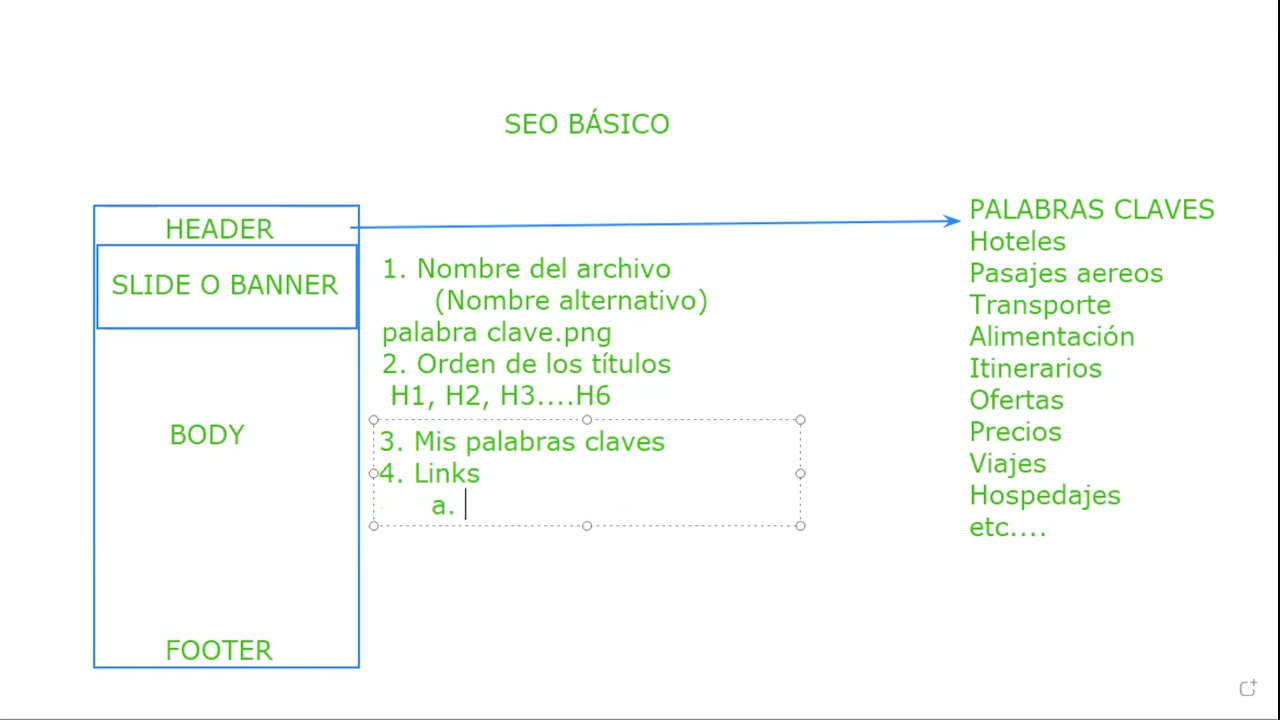 SEO BÁSICO
HEADER
SLIDE O BANNER
BODY
FOOTER
1. Nombre del archivo
(Nombre alternativo)
palabra clave.png
2. Orden de los títulos
H1, H2, H3....H6
3. Mis palabras claves
4. Links
a.
PALABRAS CLAVES
Hoteles
Pasajes aereos
Transporte
Alimentación
Itinerarios
Ofertas
Precios
Viajes
Hospedajes
etc....